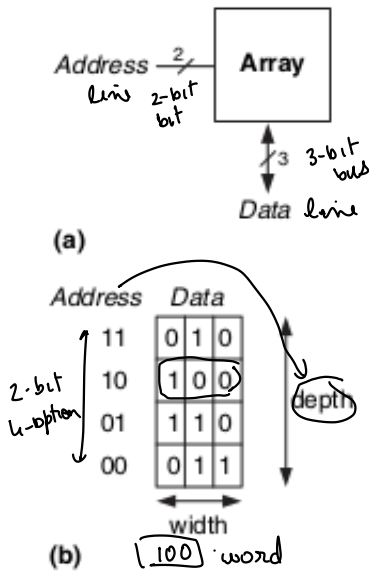 2
Address Array
line 2-bit
bit
3 3-bit
bus
Data line
(a)
Address Data
11 0 1 0
10 1 0 0
2-bit
4-option
depth
01 1 1 0
00 0 1 1
width
(b) 100 word